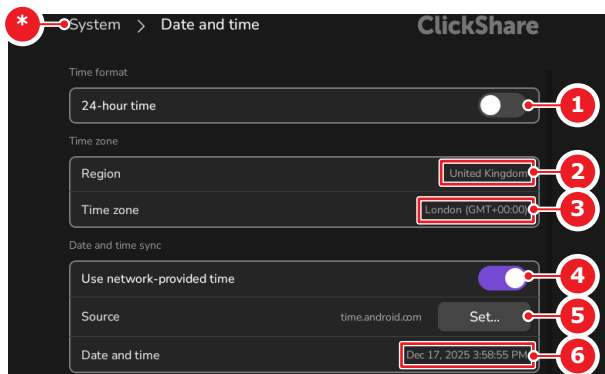 * System > Date and time ClickShare
Time format
24-hour time 1
Time zone
Region United Kingdom 2
Time zone London (GMT+00:00) 3
Date and time sync
Use network-provided time 4
Source time.android.com Set... 5
Date and time Dec 17, 2025 3:58:55 PM 6